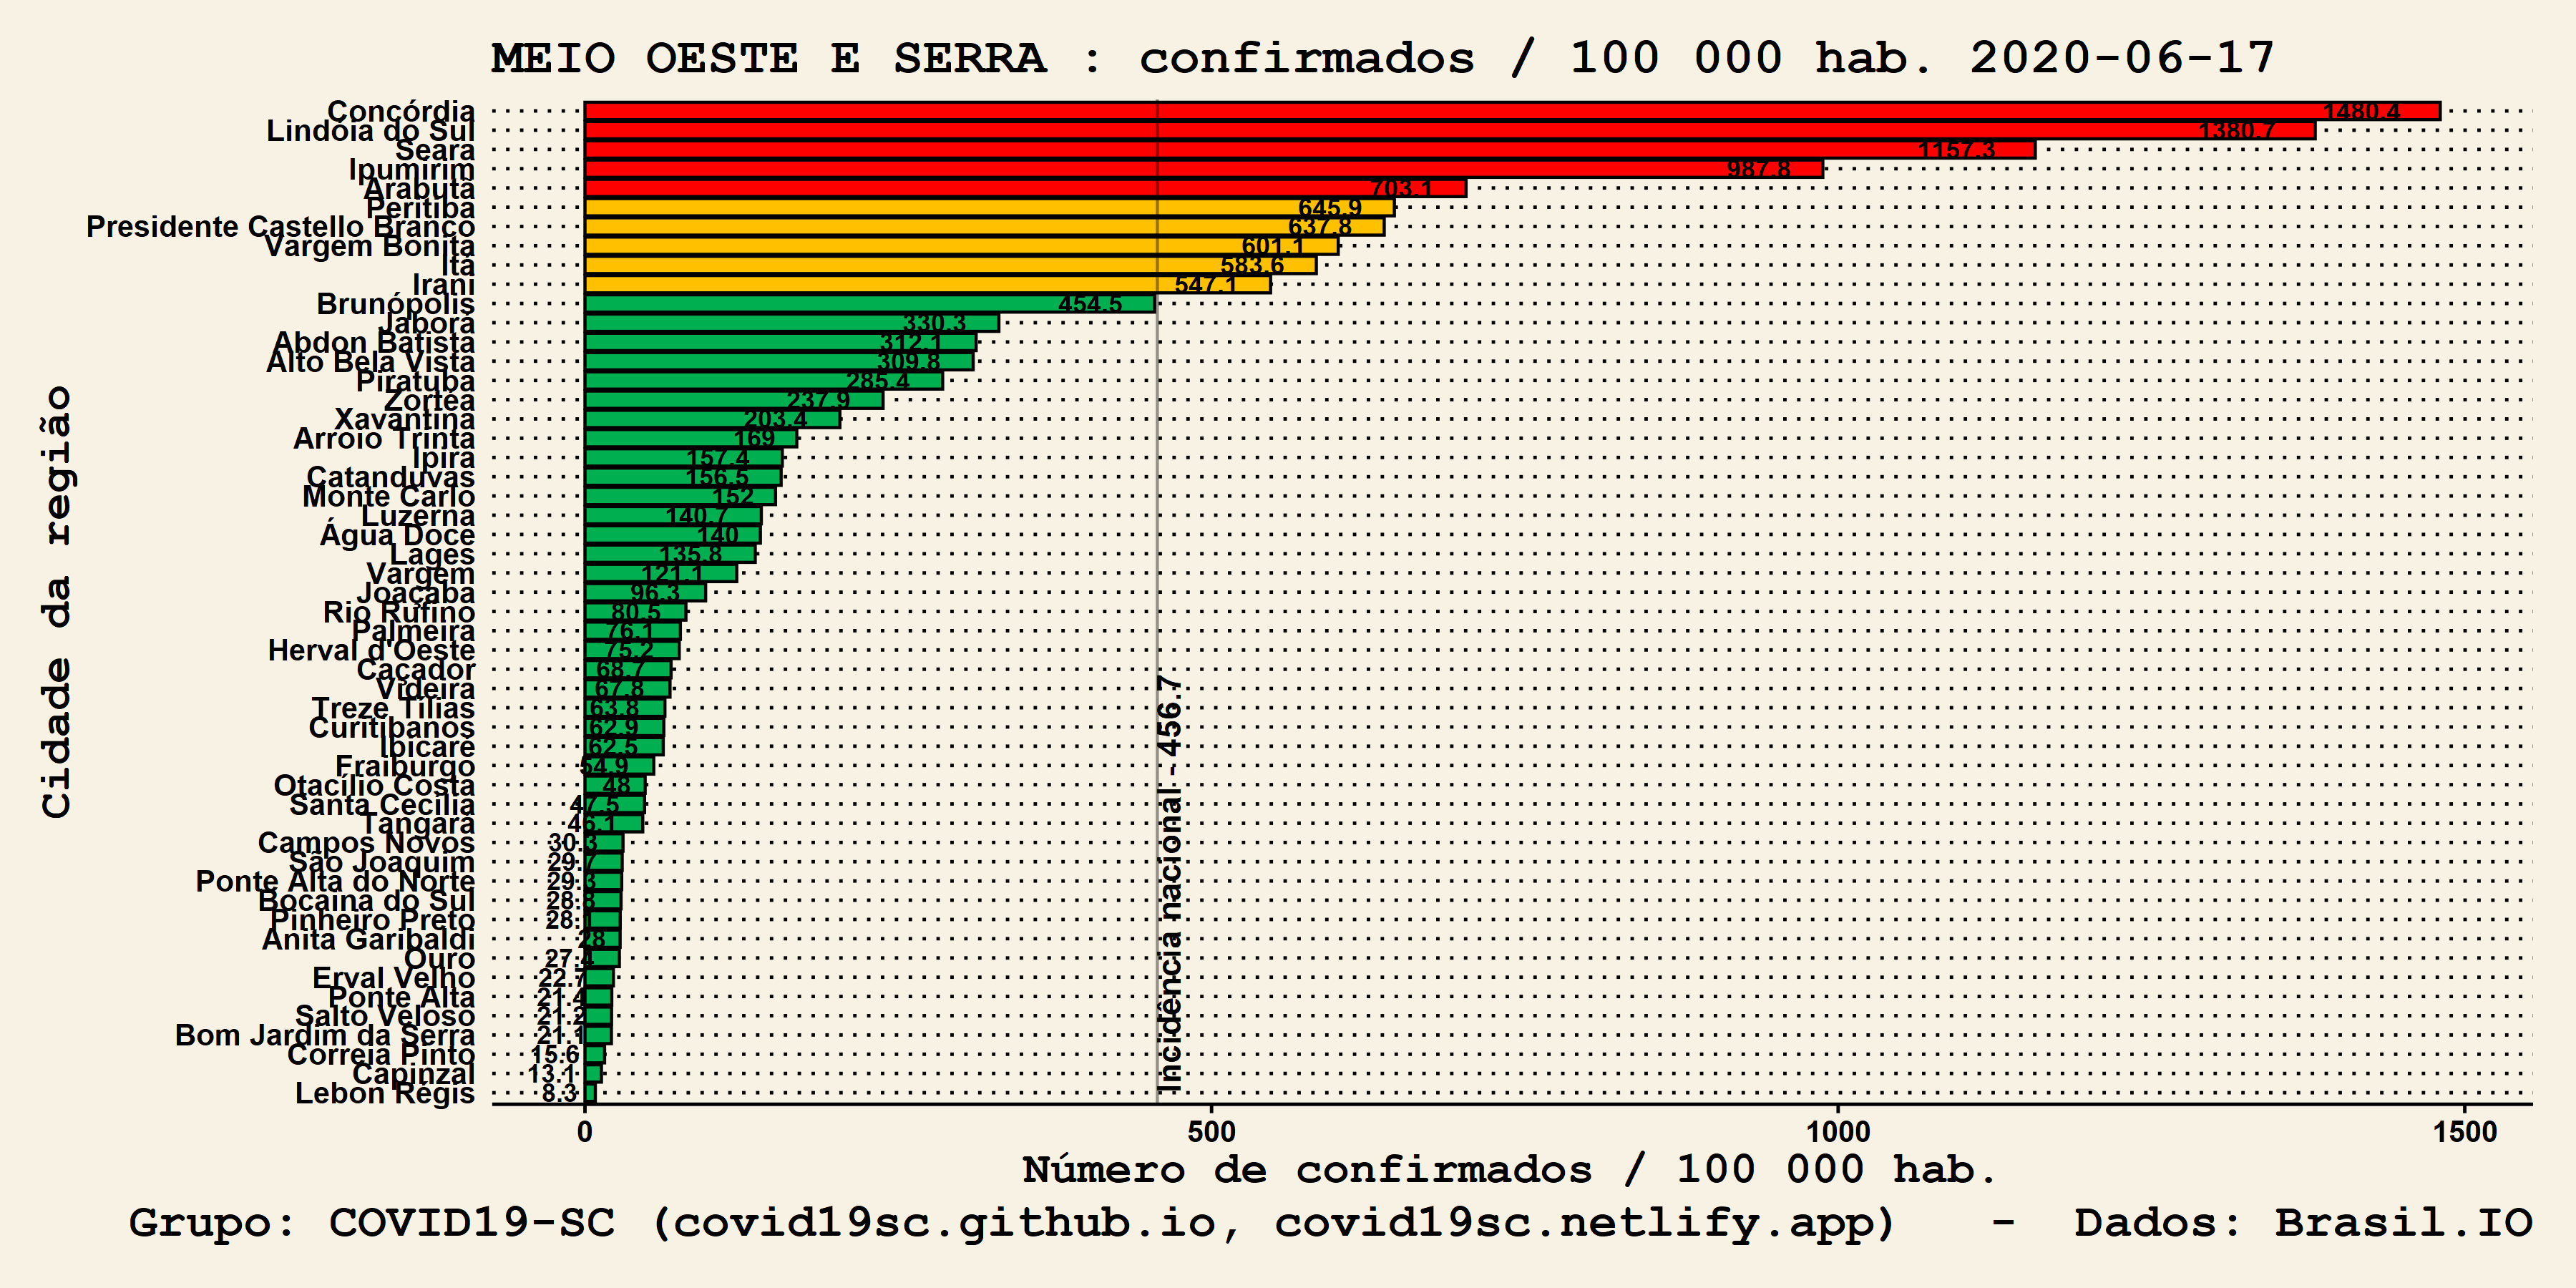 MEIO OESTE E SERRA : confirmados / 100 000 hab. 2020-06-17
Cidade da região
Concórdia 1480.4
Lindóia do Sul 1380.7
Seara 1157.3
Ipumirim 987.8
Arabutã 703.1
Peritiba 645.9
Presidente Castello Branco 637.8
Vargem Bonita 601.1
Itá 583.6
Irani 547.1
Brunópolis 454.5
Jaborá 330.3
Abdon Batista 312.1
Alto Bela Vista 309.8
Piratuba 285.4
Zortéa 237.9
Xavantina 203.4
Arroio Trinta 169
Ipira 157.4
Catanduvas 156.5
Monte Carlo 152
Luzerna 140.7
Água Doce 140
Lages 135.8
Vargem 121.1
Joaçaba 96.3
Rio Rufino 80.5
Palmeira 76.1
Herval d'Oeste 75.2
Caçador 68.7
Videira 67.8
Treze Tílias 63.8
Curitibanos 62.9
Ibicaré 62.5
Fraiburgo 54.9
Otacílio Costa 48
Santa Cecília 47.5
Tangará 46.1
Campos Novos 30.3
São Joaquim 29.7
Ponte Alta do Norte 29.3
Bocaina do Sul 28.8
Pinheiro Preto
Anita Garibaldi 28
Ouro 27.4
Erval Velho 22.7
Ponte Alta 21.4
Salto Veloso 21.2
Bom Jardim da Serra 21.1
Correia Pinto 15.6
Capinzal 13.1
Lebon Régis 8.3
Incidência nacional - 456.7
0 500 1000 1500
Número de confirmados / 100 000 hab.
Grupo: COVID19-SC (covid19sc.github.io, covid19sc.netlify.app) - Dados: Brasil.IO